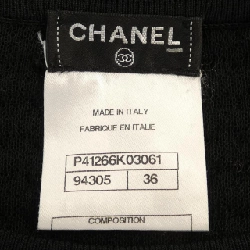 CHANEL
MADE IN ITALY
FABRIQUE EN ITALIE
P41266K03061
94305 36
COMPOSITION